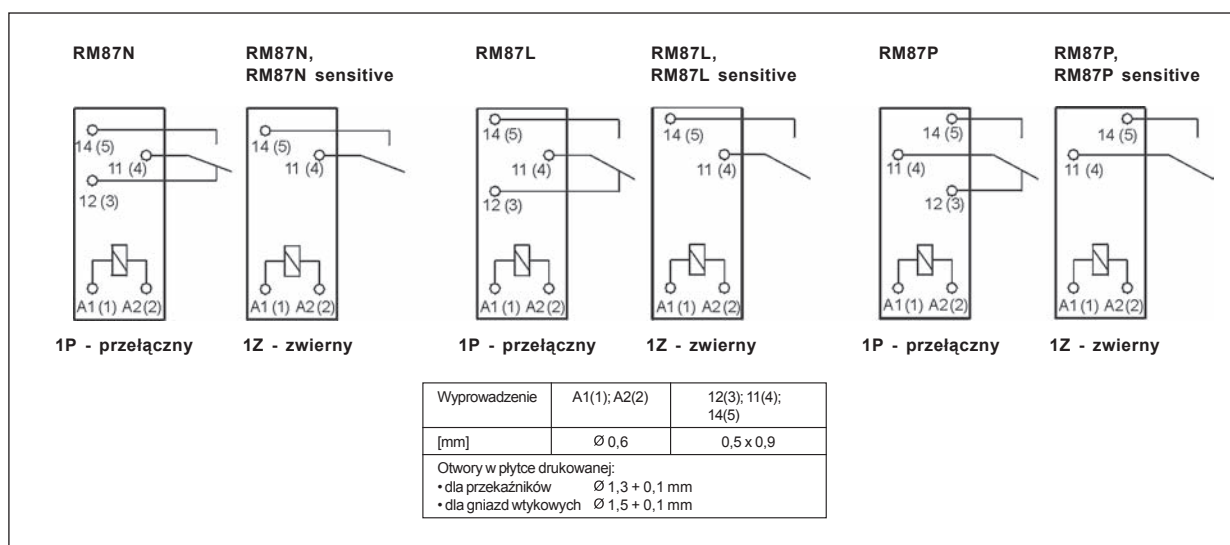 RM87N
RM87N,
RM87N sensitive
RM87L
RM87L,
RM87L sensitive
RM87P
RM87P,
RM87P sensitive
14 (5)
11 (4)
12 (3)
A1 (1) A2(2)
14 (5)
11 (4)
A1 (1) A2(2)
14 (5)
11 (4)
12 (3)
A1 (1) A2(2)
14 (5)
11 (4)
A1 (1) A2(2)
14 (5)
11 (4)
12 (3)
A1 (1) A2(2)
14 (5)
11 (4)
A1 (1) A2(2)
1P - przełączny
1Z - zwierny
1P - przełączny
1Z - zwierny
1P - przełączny
1Z - zwierny
Wyprowadzenie A1(1); A2(2) 12(3); 11(4);
14(5)
[mm] Ø 0,6 0,5 x 0,9
Otwory w płytce drukowanej:
• dla przekaźników Ø 1,3 + 0,1 mm
• dla gniazd wtykowych Ø 1,5 + 0,1 mm